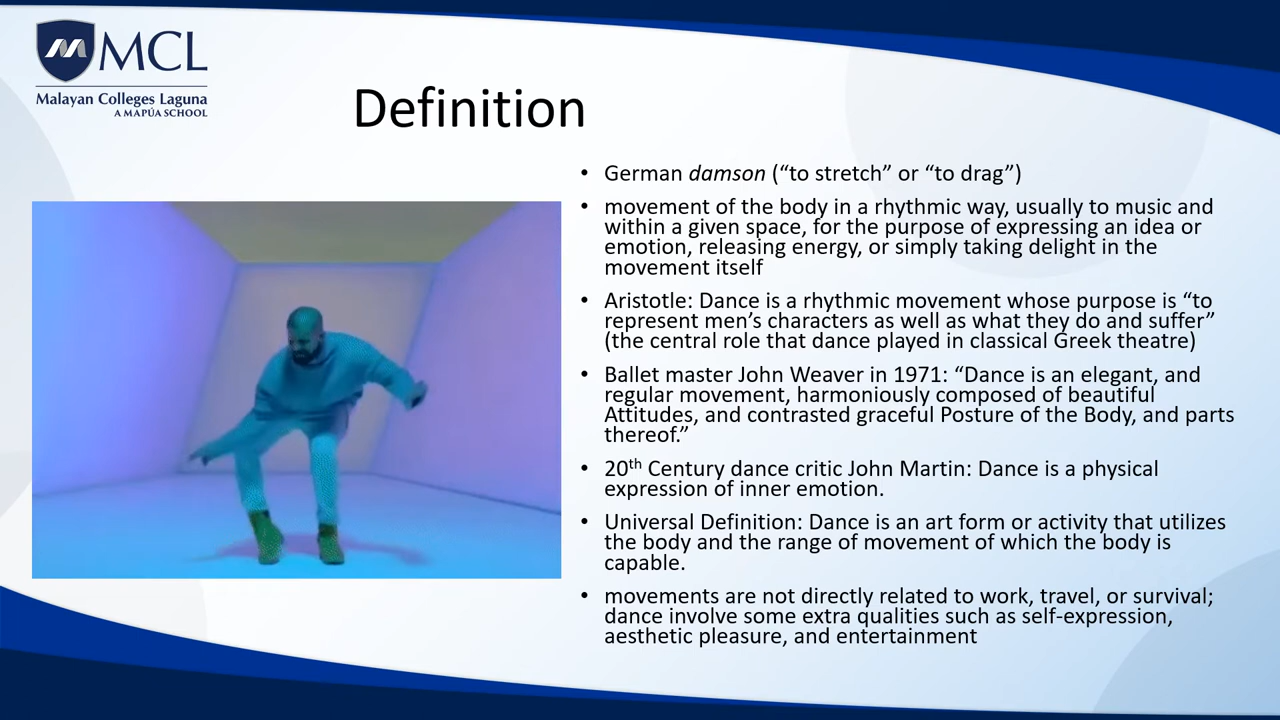 MCL
Malayan Colleges Laguna
A MAPÚA SCHOOL
Definition
• German damson (“to stretch” or “to drag”)
• movement of the body in a rhythmic way, usually to music and
within a given space, for the purpose of expressing an idea or
emotion, releasing energy, or simply taking delight in the
movement itself
• Aristotle: Dance is a rhythmic movement whose purpose is “to
represent men’s characters as well as what they do and suffer”
(the central role that dance played in classical Greek theatre)
• Ballet master John Weaver in 1971: “Dance is an elegant, and
regular movement, harmoniously composed of beautiful
Attitudes, and contrasted graceful Posture of the Body, and parts
thereof.”
• 20th Century dance critic John Martin: Dance is a physical
expression of inner emotion.
• Universal Definition: Dance is an art form or activity that utilizes
the body and the range of movement of which the body is
capable.
• movements are not directly related to work, travel, or survival;
dance involve some extra qualities such as self-expression,
aesthetic pleasure, and entertainment